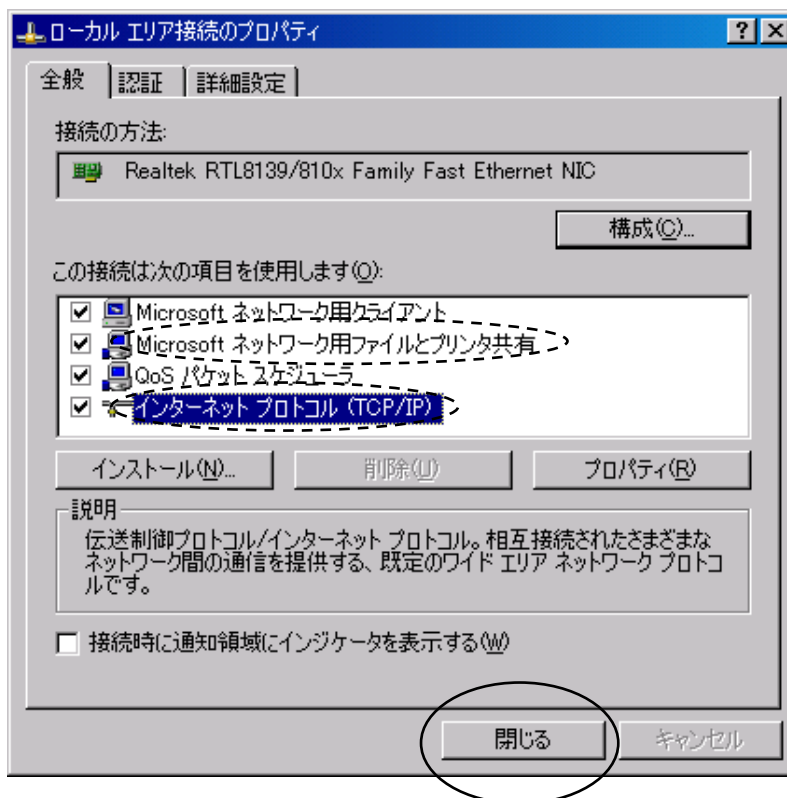 ローカル エリア接続のプロパティ
全般 認証 詳細設定
接続の方法:
Realtek RTL8139/810x Family Fast Ethernet NIC
構成(C)...
この接続は次の項目を使用します(O):
Microsoft ネットワーク用クライアント
Microsoft ネットワーク用ファイルとプリンタ共有
QoS パケット スケジューラ
インターネット プロトコル (TCP/IP)
インストール(N)... 削除(U) プロパティ(R)
説明
伝送制御プロトコル/インターネット プロトコル。相互接続されたさまざまな
ネットワーク間の通信を提供する、既定のワイド エリア ネットワーク プロトコ
ルです。
接続時に通知領域にインジケータを表示する(W)
閉じる キャンセル